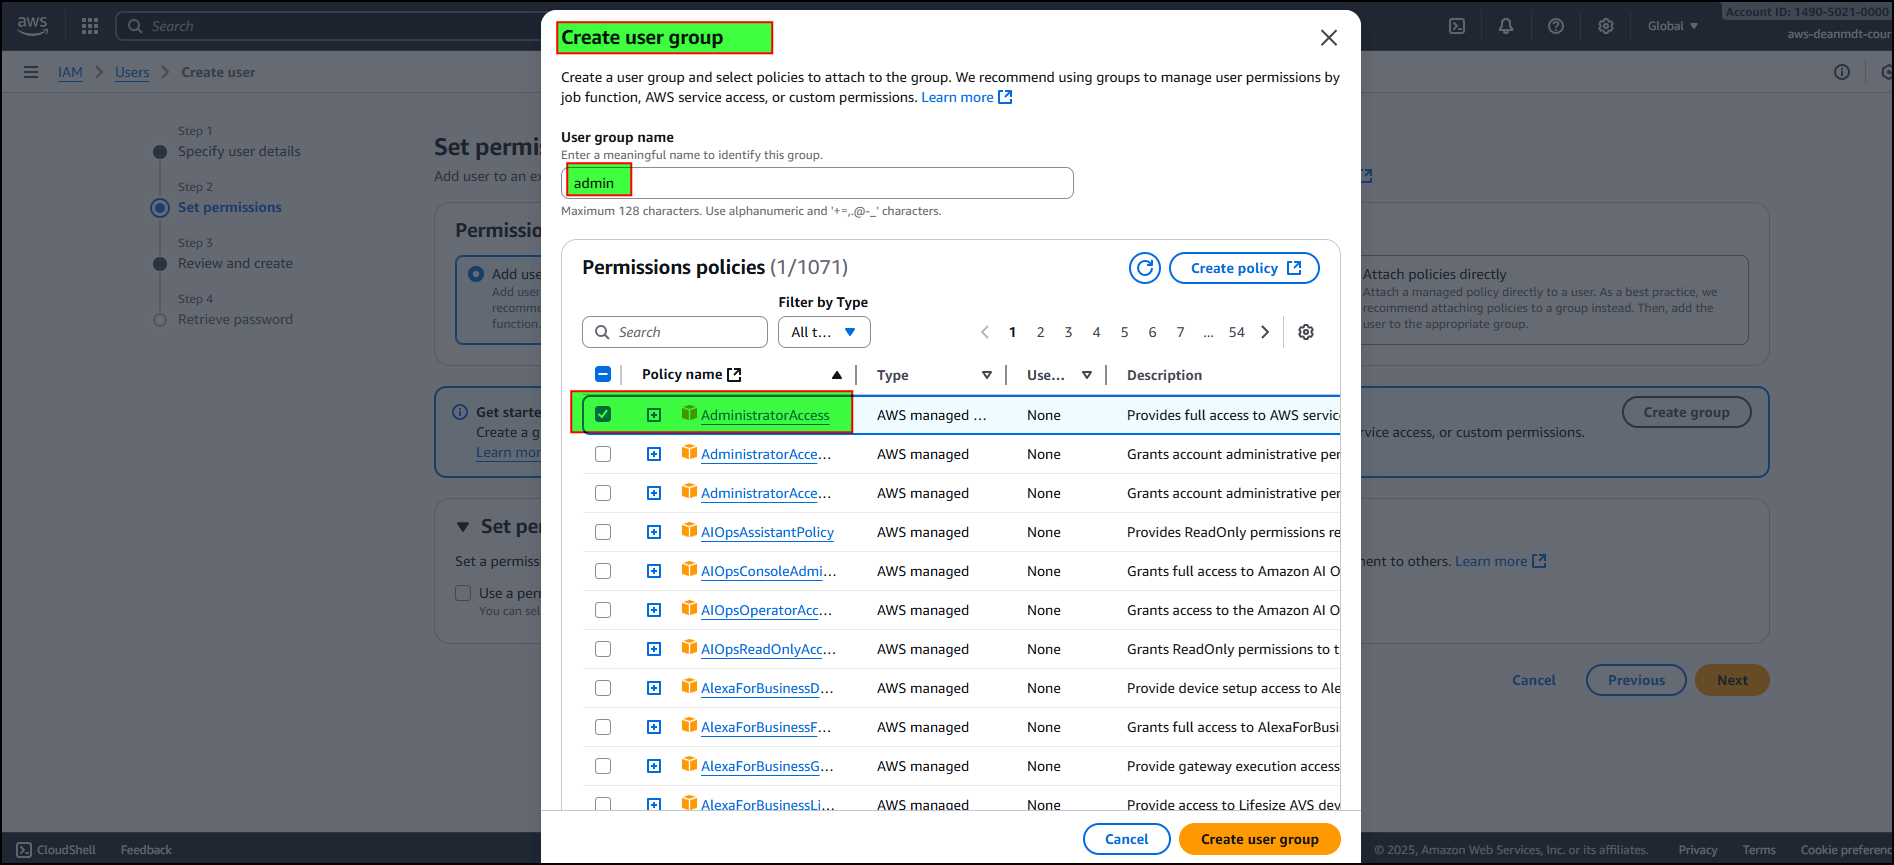 aws
Search
Global
Account ID: 1490-5021-0000
aws-deanmdt-cour
IAM
Users
Create user
Step 1
Specify user details
Step 2
Set permissions
Step 3
Review and create
Step 4
Retrieve password
Set permi
Add user to an ex
Permissio
Add use
Add user
recomme
function.
Attach policies directly
Attach a managed policy directly to a user. As a best practice, we
recommend attaching policies to a group instead. Then, add the
user to the appropriate group.
Get starte
Create a g
Learn mor
rvice access, or custom permissions.
Create group
Set pe
Set a permiss
ment to others. Learn more
Use a per
You can sel
Cancel
Previous
Next
Create user group
Create a user group and select policies to attach to the group. We recommend using groups to manage user permissions by
job function, AWS service access, or custom permissions. Learn more
User group name
Enter a meaningful name to identify this group.
admin
Maximum 128 characters. Use alphanumeric and '+=,.@-_' characters.
Permissions policies (1/1071)
Create policy
Filter by Type
Search
All t...
1 2 3 4 5 6 7 ... 54
Policy name Type Use... Description
AdministratorAccess AWS managed ... None Provides full access to AWS servic
AdministratorAcce... AWS managed None Grants account administrative per
AdministratorAcce... AWS managed None Grants account administrative per
AIOpsAssistantPolicy AWS managed None Provides ReadOnly permissions re
AIOpsConsoleAdmi... AWS managed None Grants full access to Amazon AI O
AIOpsOperatorAcc... AWS managed None Grants access to the Amazon AI O
AIOpsReadOnlyAcc... AWS managed None Grants ReadOnly permissions to t
AlexaForBusinessD... AWS managed None Provide device setup access to Ale
AlexaForBusinessF... AWS managed None Grants full access to AlexaForBusi
AlexaForBusinessG... AWS managed None Provide gateway execution access
AlexaForBusinessLi... AWS managed None Provide access to Lifesize AVS dev
Cancel
Create user group
CloudShell
Feedback
© 2025, Amazon Web Services, Inc. or its affiliates.
Privacy
Terms
Cookie preferenc